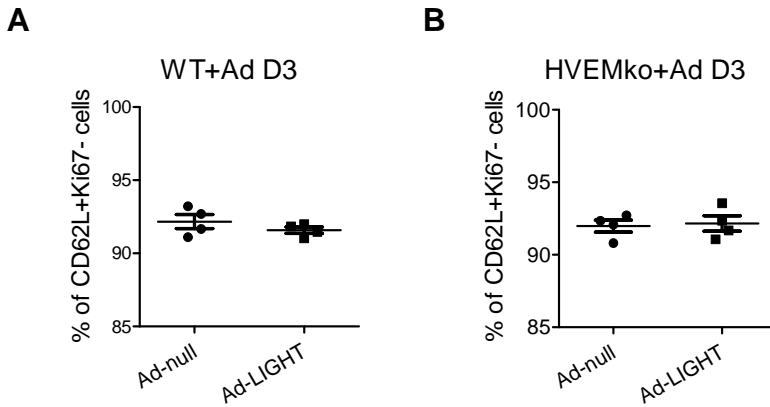 A
WT+Ad D3
% of CD62L+Ki67- cells
100
95
90
85
Ad-null
Ad-LIGHT
B
HVEMko+Ad D3
% of CD62L+Ki67- cells
100
95
90
85
Ad-null
Ad-LIGHT